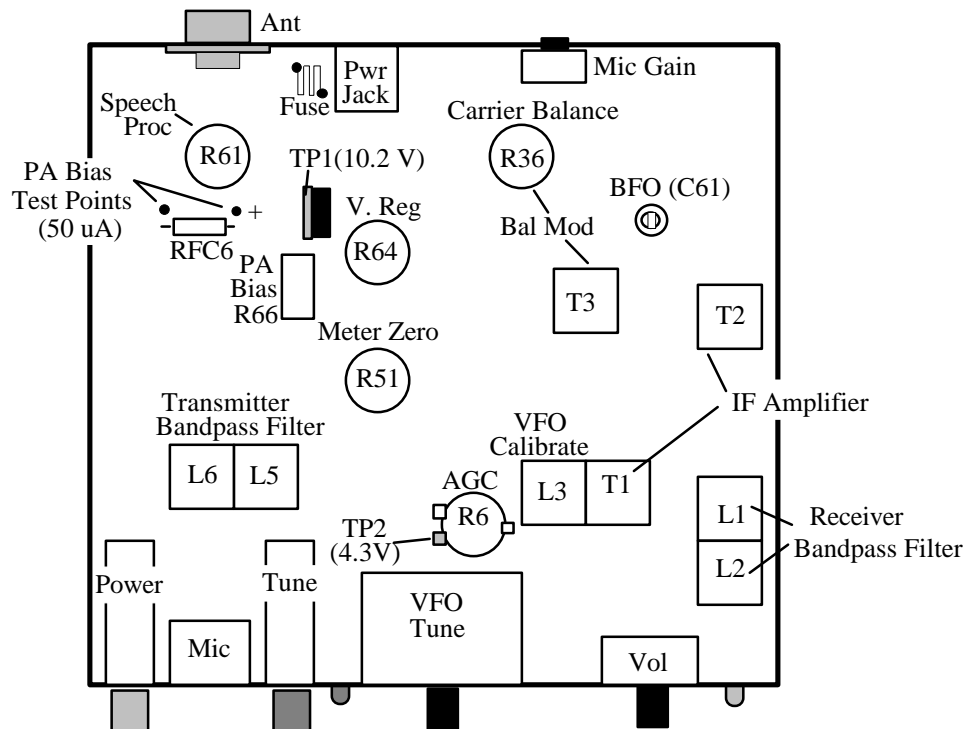 Ant
Pwr
Jack
Fuse
Mic Gain
Speech
Proc
R61
Carrier Balance
R36
PA Bias
Test Points
(50 uA)
+
RFC6
TP1(10.2 V)
V. Reg
R64
PA
Bias
R66
BFO (C61)
Bal Mod
T3
T2
Meter Zero
R51
IF Amplifier
Transmitter
Bandpass Filter
L6
L5
VFO
Calibrate
L3
T1
AGC
R6
TP2
(4.3V)
L1
L2
Receiver
Bandpass Filter
Power
Tune
Mic
VFO
Tune
Vol